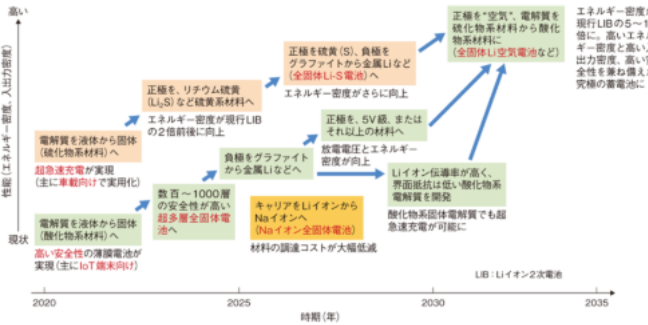 高い
性能（エネルギー密度、入出力密度）
現状
電解質を液体から固体
（硫化物系材料）へ
超急速充電が実現
（主に車載向けで実用化）
電解質を液体から固体
（酸化物系材料）へ
高い安全性の薄膜電池が
実現（主にIoT端末向け）
正極を、リチウム硫黄
（Li₂S）など硫黄系材料へ
エネルギー密度が現行LIB
の2倍前後に向上
数百〜1000層
の安全性が高い
超多層全固体電
池へ
負極をグラファイト
から金属Liなどへ
キャリアをLiイオンから
Naイオンへ
（Naイオン全固体電池）
材料の調達コストが大幅低減
正極を硫黄（S）、負極を
グラファイトから金属Liなど
（全固体Li-S電池）へ
エネルギー密度がさらに向上
正極を、5V級、または
それ以上の材料へ
放電電圧とエネルギー
密度が向上
正極を“空気”、電解質を
硫化物系材料から酸化
物系材料に
（全固体Li空気電池など）
Liイオン伝導率が高く、
界面抵抗は低い酸化物系
電解質を開発
酸化物系固体電解質でも超
急速充電が可能に
エネルギー密度
現行LIBの5〜1
倍に。高いエネル
ギー密度と高い
出力密度、高い
全性を兼ね備え
究極の蓄電池に
LIB：Liイオン2次電池
2020
2025
2030
2035
時期（年）